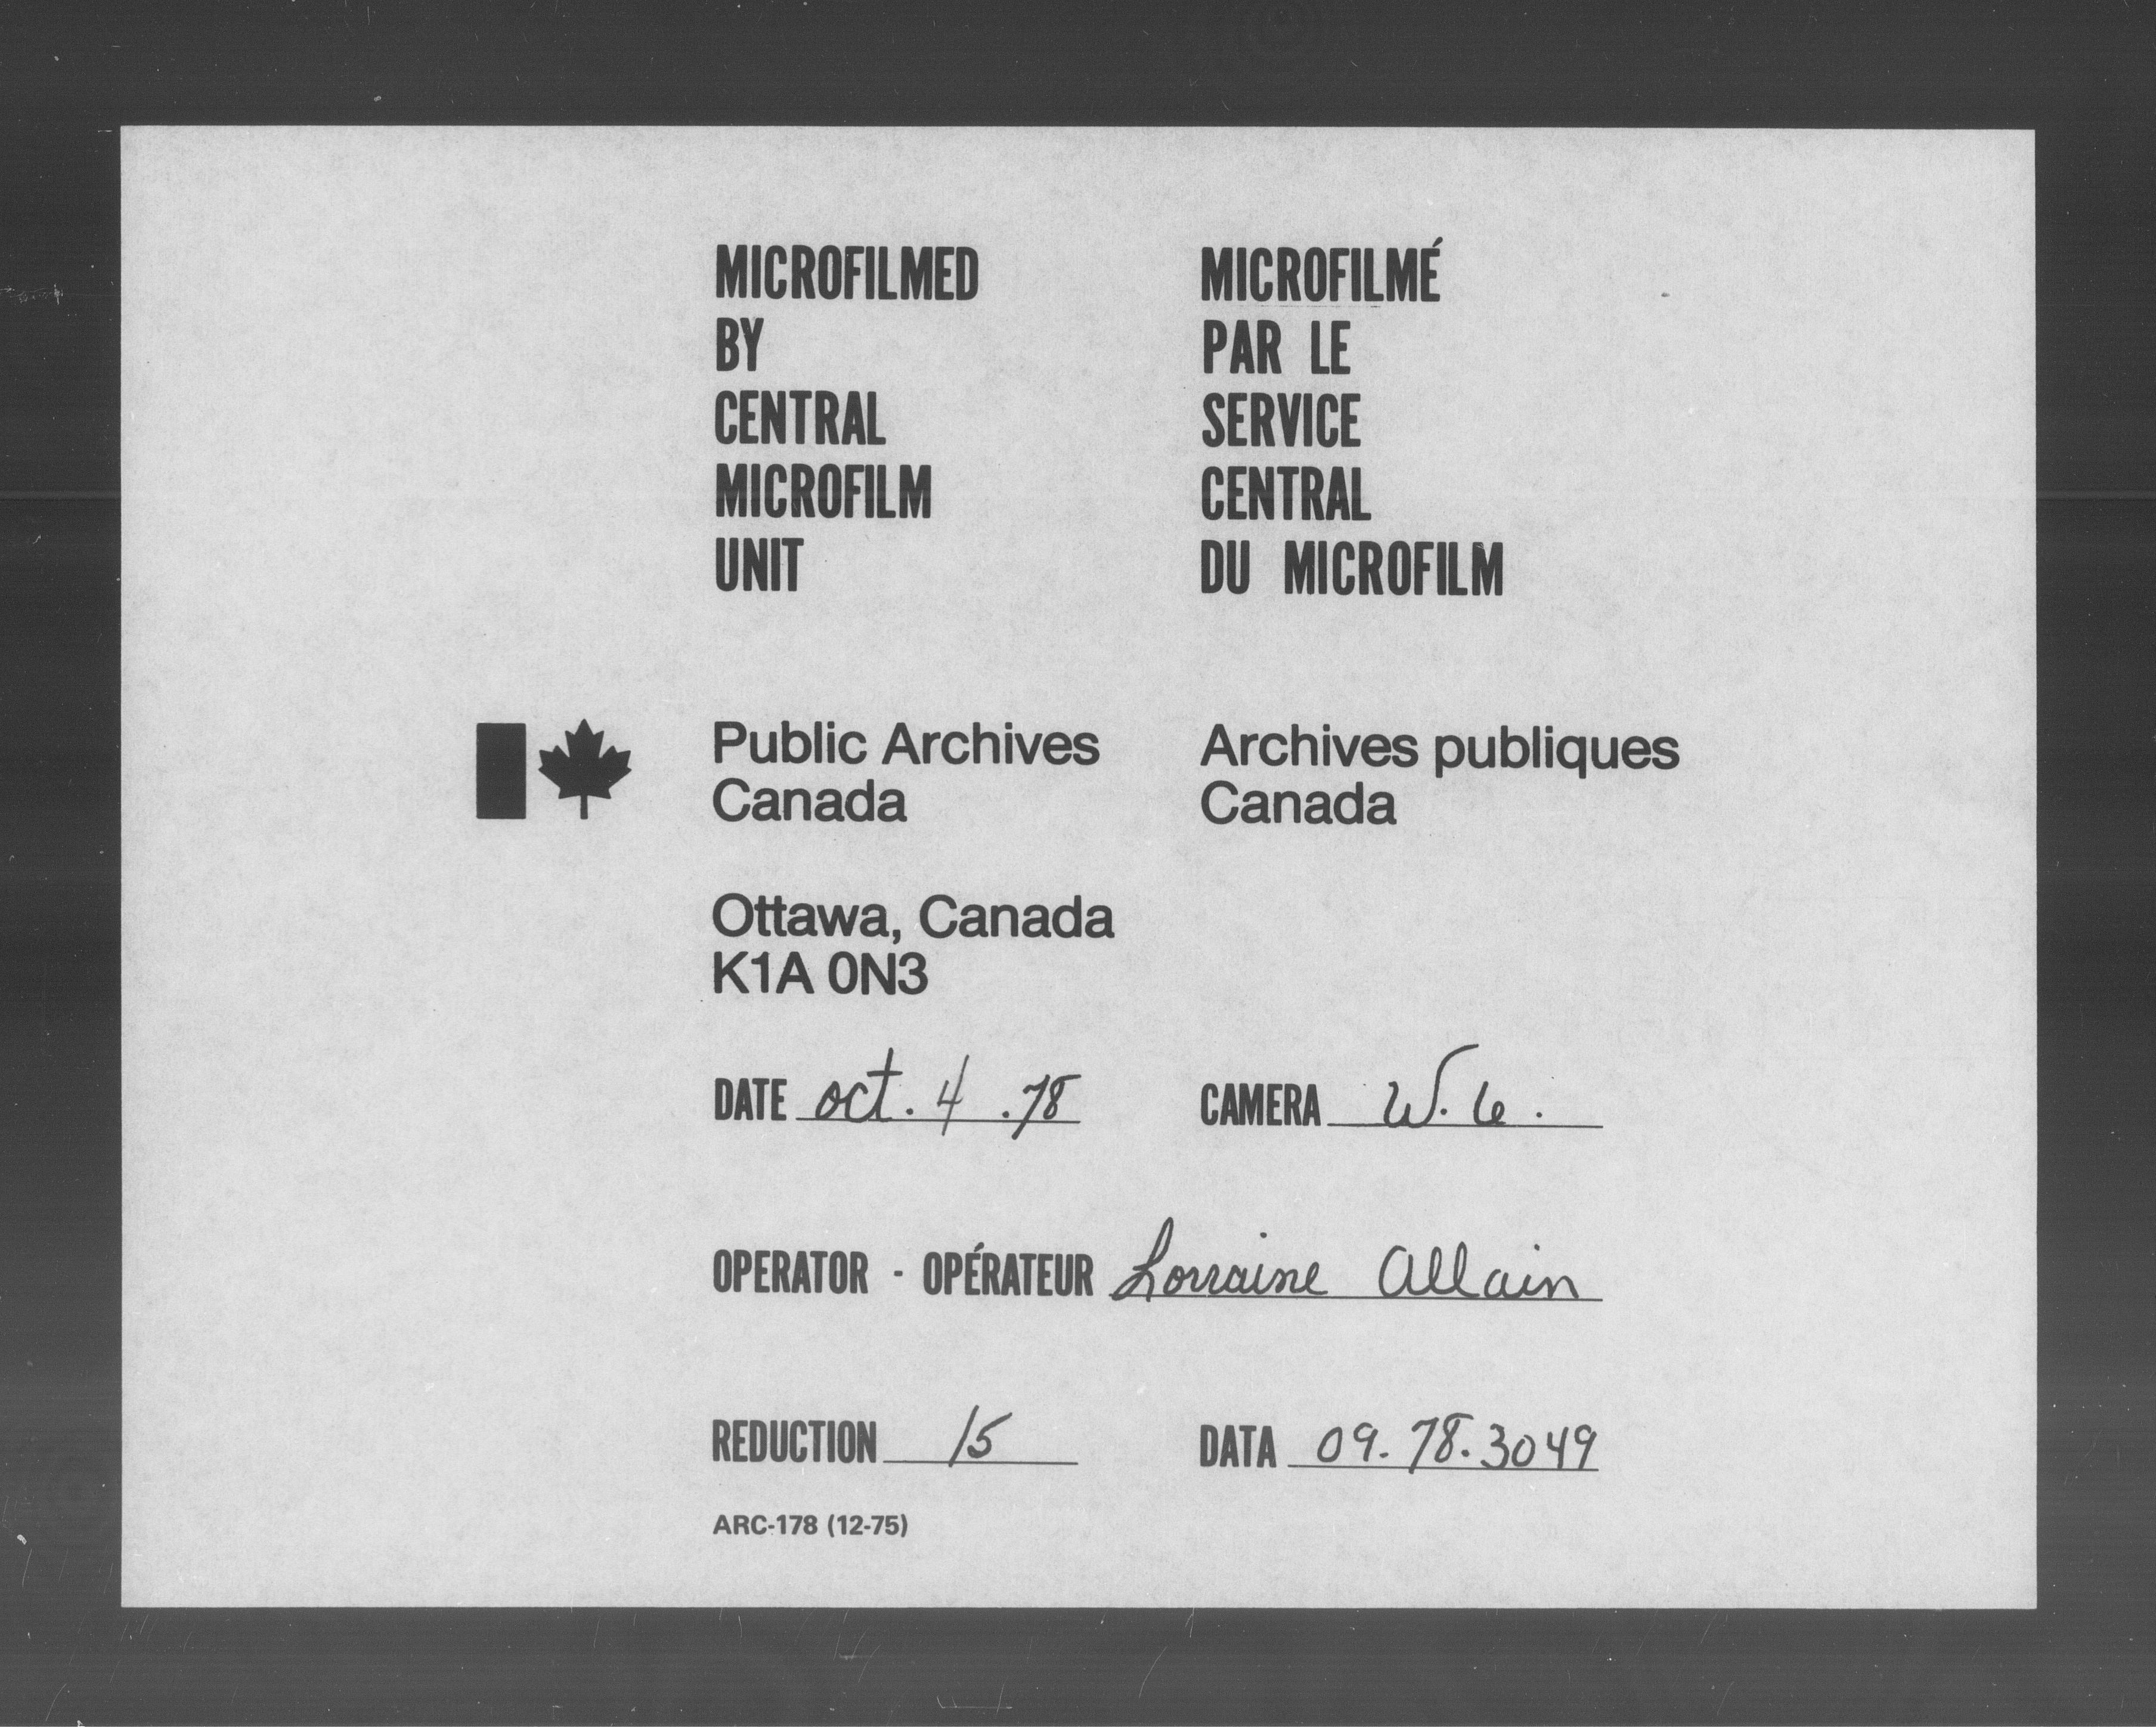 MICROFILMED
BY
CENTRAL
MICROFILM
UNIT
MICROFILMÉ
PAR LE
SERVICE
CENTRAL
DU MICROFILM
Public Archives
Canada
Archives publiques
Canada
Ottawa, Canada
K1A 0N3
DATE oct. 4 .78
CAMERA W.
OPERATOR - OPÉRATEUR Lorraine Allain
REDUCTION 15
DATA 09.78.3049
ARC-178 (12-75)